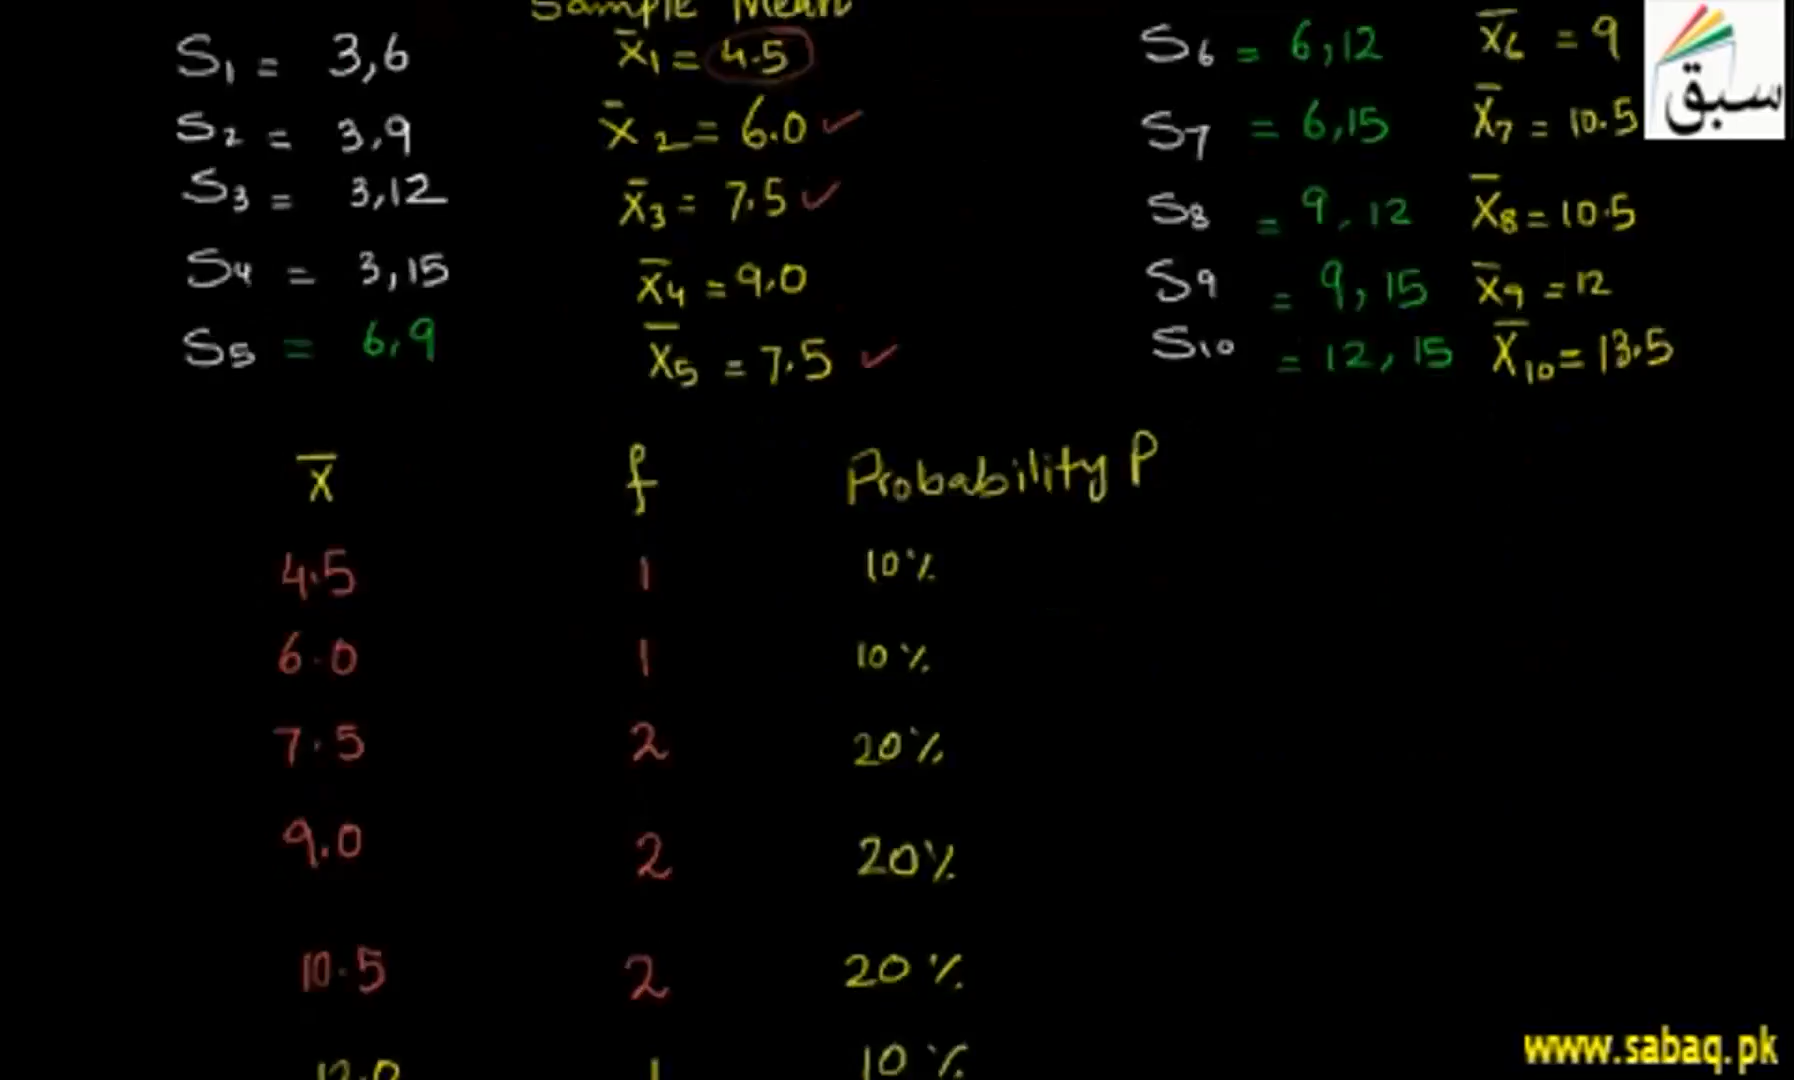 Sample Mean
S1 = 3,6 x̄1 = 4.5 S6 = 6,12 x̄6 = 9
S2 = 3,9 x̄2 = 6.0 ✓ S7 = 6,15 x̄7 = 10.5
S3 = 3,12 x̄3 = 7.5 ✓ S8 = 9,12 x̄8 = 10.5
S4 = 3,15 x̄4 = 9.0 S9 = 9,15 x̄9 = 12
S5 = 6,9 x̄5 = 7.5 ✓ S10 = 12,15 x̄10 = 13.5
سبق
x̄ f Probability P
4.5 1 10%
6.0 1 10%
7.5 2 20%
9.0 2 20%
10.5 2 20%
12.0 1 10%
www.sabaq.pk